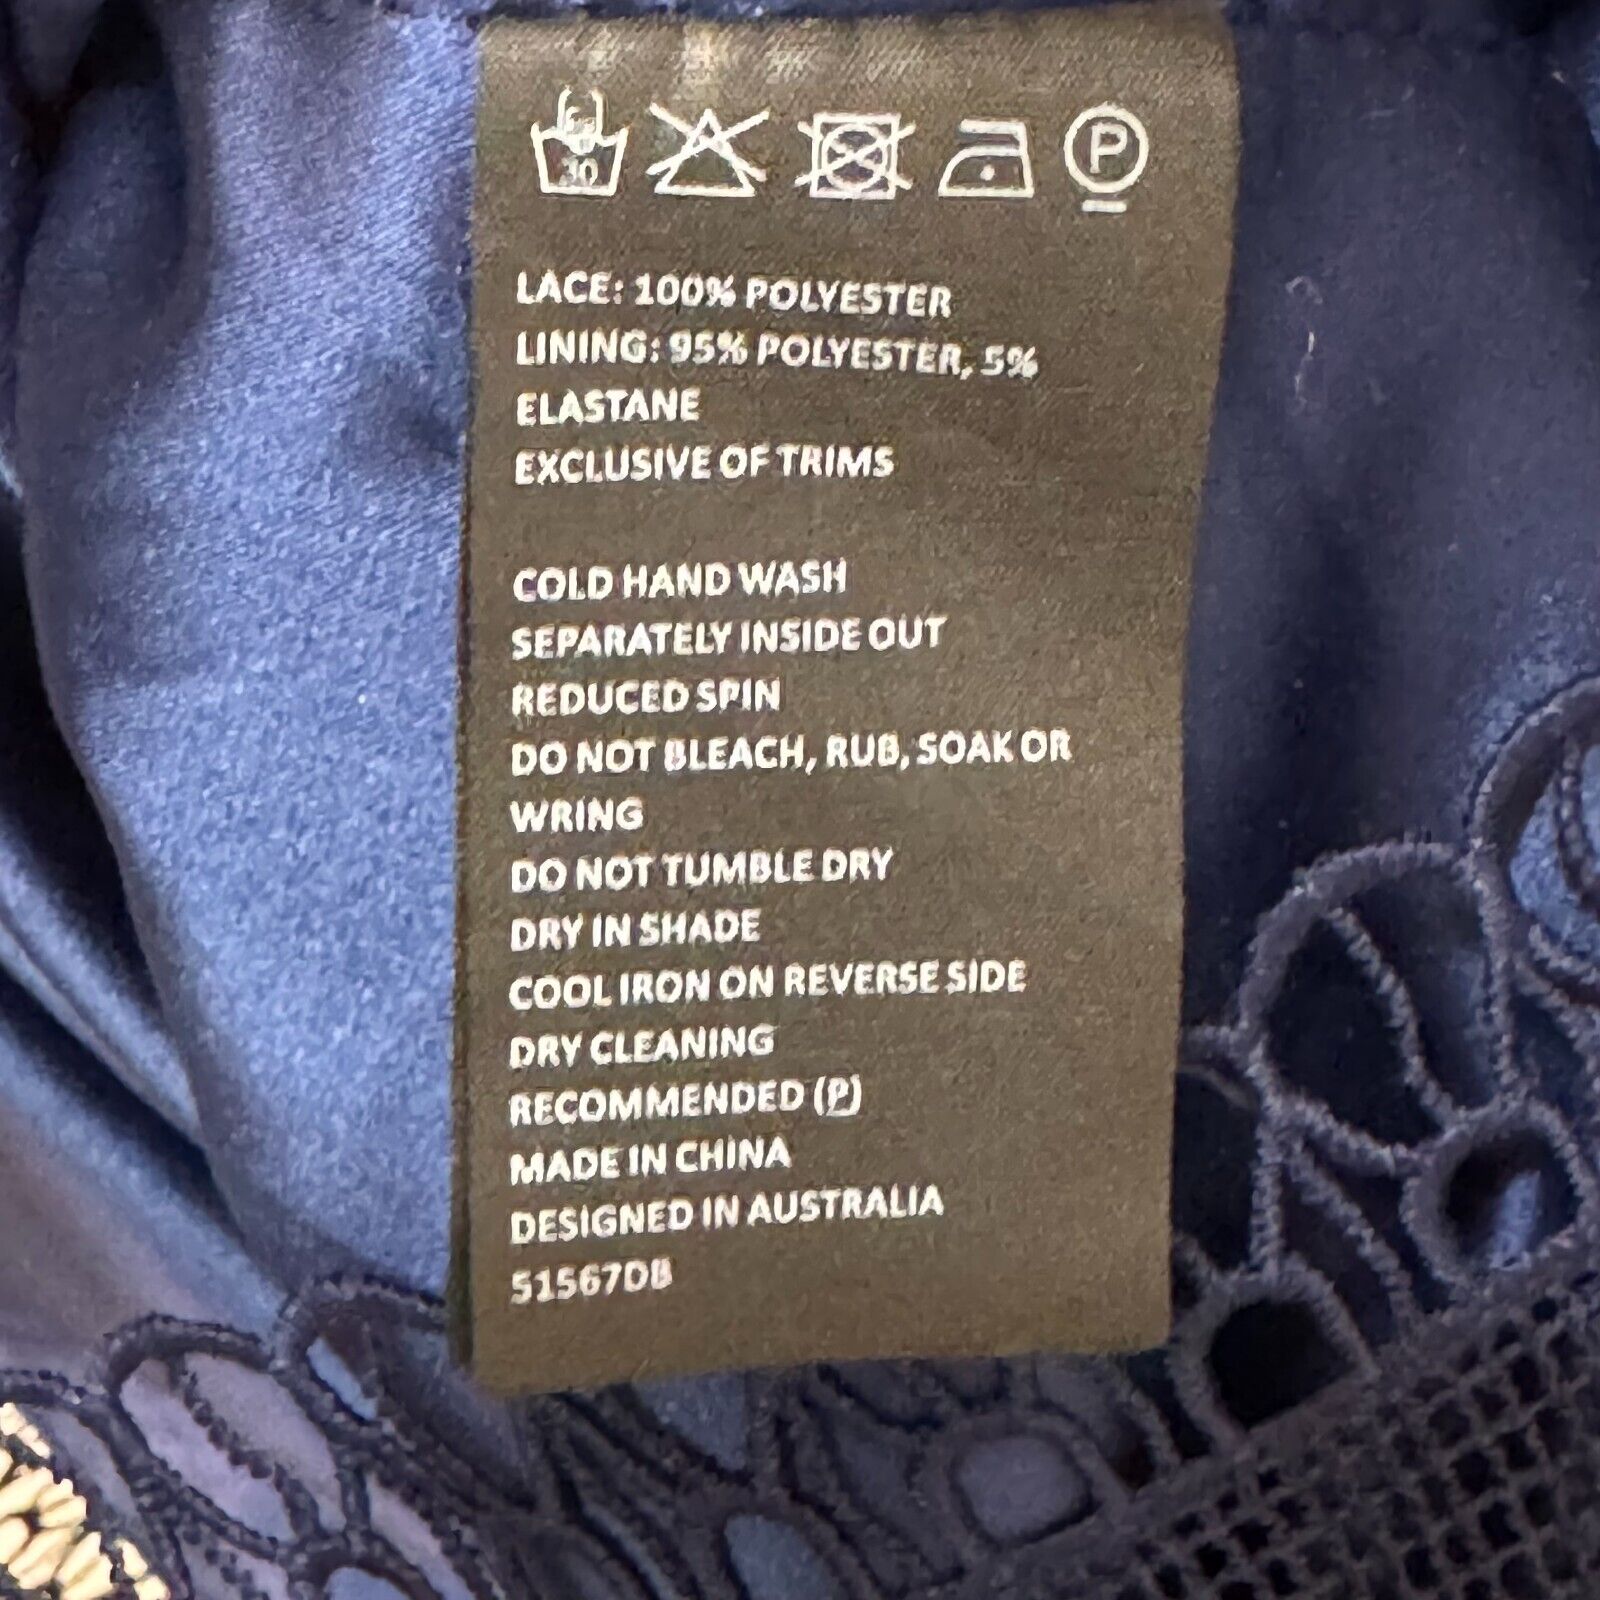 30 P
LACE: 100% POLYESTER
LINING: 95% POLYESTER, 5%
ELASTANE
EXCLUSIVE OF TRIMS
COLD HAND WASH
SEPARATELY INSIDE OUT
REDUCED SPIN
DO NOT BLEACH, RUB, SOAK OR
WRING
DO NOT TUMBLE DRY
DRY IN SHADE
COOL IRON ON REVERSE SIDE
DRY CLEANING
RECOMMENDED (P)
MADE IN CHINA
DESIGNED IN AUSTRALIA
51567DB